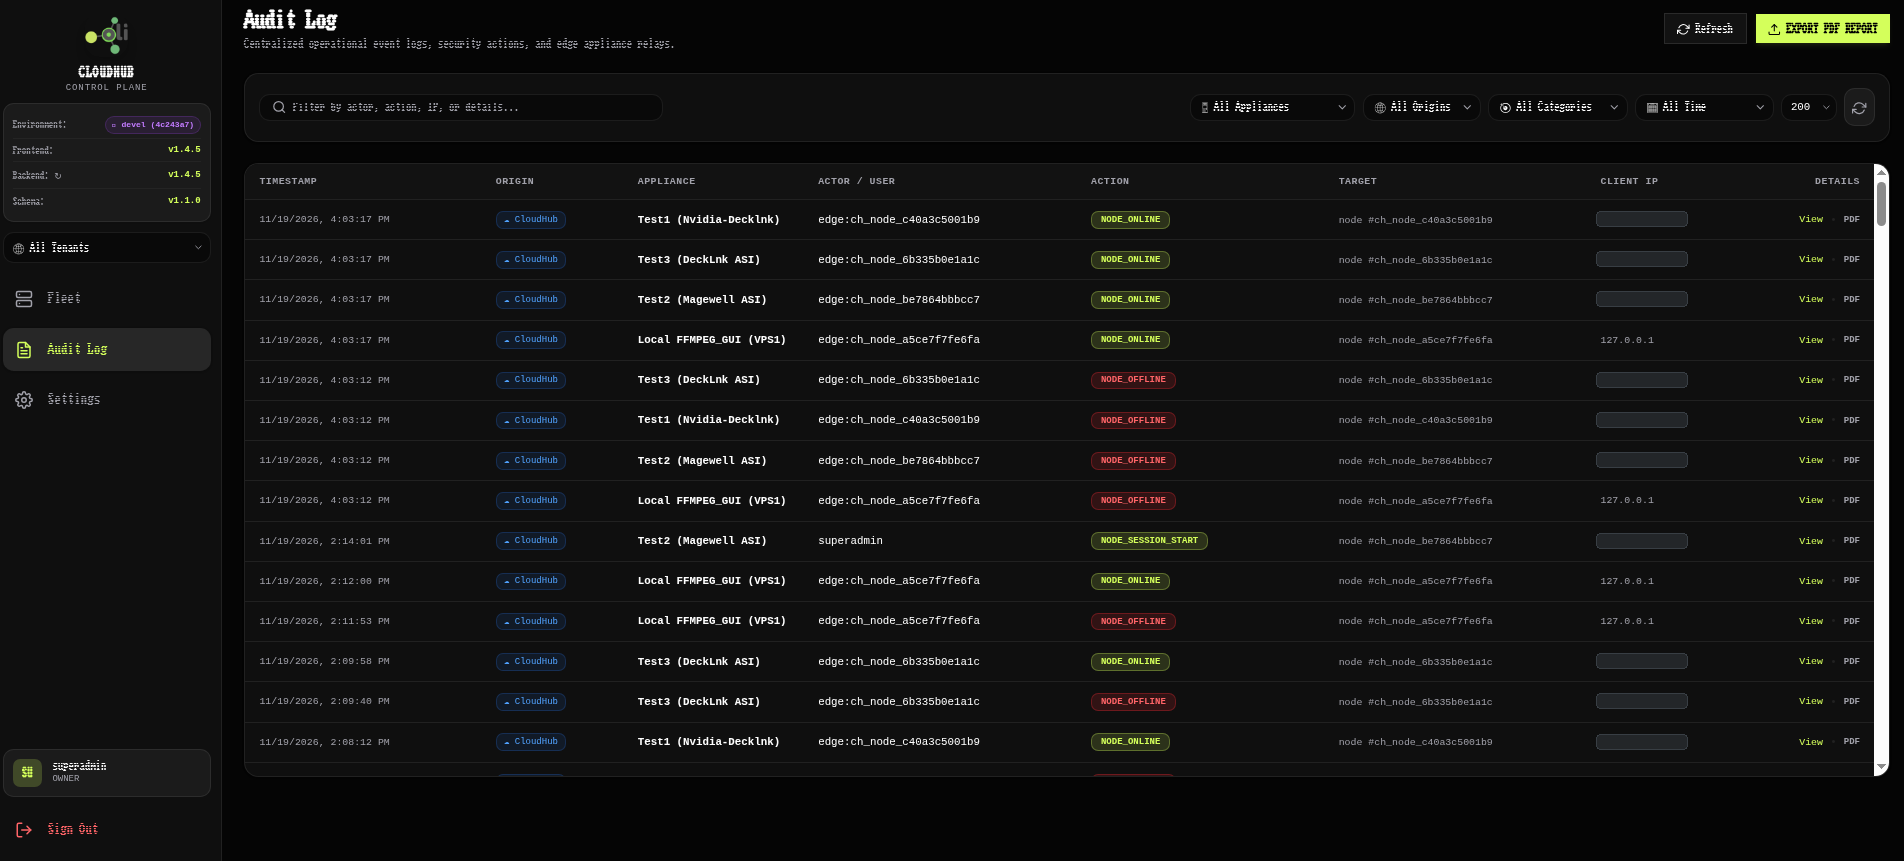 li
CLOUDHUB
CONTROL PLANE
Environment: devel (4c243a7)
Frontend: v1.4.5
Backend: ↻ v1.4.5
Schema: v1.1.0
All Tenants
Fleet
Audit Log
Settings
SU
superadmin
OWNER
Sign Out
Audit Log
Centralized operational event logs, security actions, and edge appliance relays.
Refresh
EXPORT PDF REPORT
Filter by actor, action, IP, or details...
All Appliances
All Origins
All Categories
All Time
200
TIMESTAMP ORIGIN APPLIANCE ACTOR / USER ACTION TARGET CLIENT IP DETAILS
11/19/2026, 4:03:17 PM CloudHub Test1 (Nvidia-Decklnk) edge:ch_node_c40a3c5001b9 NODE_ONLINE node #ch_node_c40a3c5001b9 View PDF
11/19/2026, 4:03:17 PM CloudHub Test3 (DeckLnk ASI) edge:ch_node_6b335b0e1a1c NODE_ONLINE node #ch_node_6b335b0e1a1c View PDF
11/19/2026, 4:03:17 PM CloudHub Test2 (Magewell ASI) edge:ch_node_be7864bbbcc7 NODE_ONLINE node #ch_node_be7864bbbcc7 View PDF
11/19/2026, 4:03:17 PM CloudHub Local FFMPEG_GUI (VPS1) edge:ch_node_a5ce7f7fe6fa NODE_ONLINE node #ch_node_a5ce7f7fe6fa 127.0.0.1 View PDF
11/19/2026, 4:03:12 PM CloudHub Test3 (DeckLnk ASI) edge:ch_node_6b335b0e1a1c NODE_OFFLINE node #ch_node_6b335b0e1a1c View PDF
11/19/2026, 4:03:12 PM CloudHub Test1 (Nvidia-Decklnk) edge:ch_node_c40a3c5001b9 NODE_OFFLINE node #ch_node_c40a3c5001b9 View PDF
11/19/2026, 4:03:12 PM CloudHub Test2 (Magewell ASI) edge:ch_node_be7864bbbcc7 NODE_OFFLINE node #ch_node_be7864bbbcc7 View PDF
11/19/2026, 4:03:12 PM CloudHub Local FFMPEG_GUI (VPS1) edge:ch_node_a5ce7f7fe6fa NODE_OFFLINE node #ch_node_a5ce7f7fe6fa 127.0.0.1 View PDF
11/19/2026, 2:14:01 PM CloudHub Test2 (Magewell ASI) superadmin NODE_SESSION_START node #ch_node_be7864bbbcc7 View PDF
11/19/2026, 2:12:00 PM CloudHub Local FFMPEG_GUI (VPS1) edge:ch_node_a5ce7f7fe6fa NODE_ONLINE node #ch_node_a5ce7f7fe6fa 127.0.0.1 View PDF
11/19/2026, 2:11:53 PM CloudHub Local FFMPEG_GUI (VPS1) edge:ch_node_a5ce7f7fe6fa NODE_OFFLINE node #ch_node_a5ce7f7fe6fa 127.0.0.1 View PDF
11/19/2026, 2:09:58 PM CloudHub Test3 (DeckLnk ASI) edge:ch_node_6b335b0e1a1c NODE_ONLINE node #ch_node_6b335b0e1a1c View PDF
11/19/2026, 2:09:40 PM CloudHub Test3 (DeckLnk ASI) edge:ch_node_6b335b0e1a1c NODE_OFFLINE node #ch_node_6b335b0e1a1c View PDF
11/19/2026, 2:08:12 PM CloudHub Test1 (Nvidia-Decklnk) edge:ch_node_c40a3c5001b9 NODE_ONLINE node #ch_node_c40a3c5001b9 View PDF